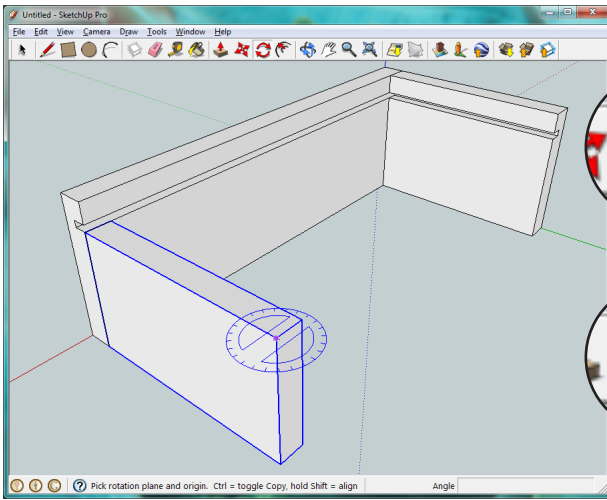 Untitled - SketchUp Pro
File Edit View Camera Draw Tools Window Help
Pick rotation plane and origin. Ctrl = toggle Copy, hold Shift = align
Angle